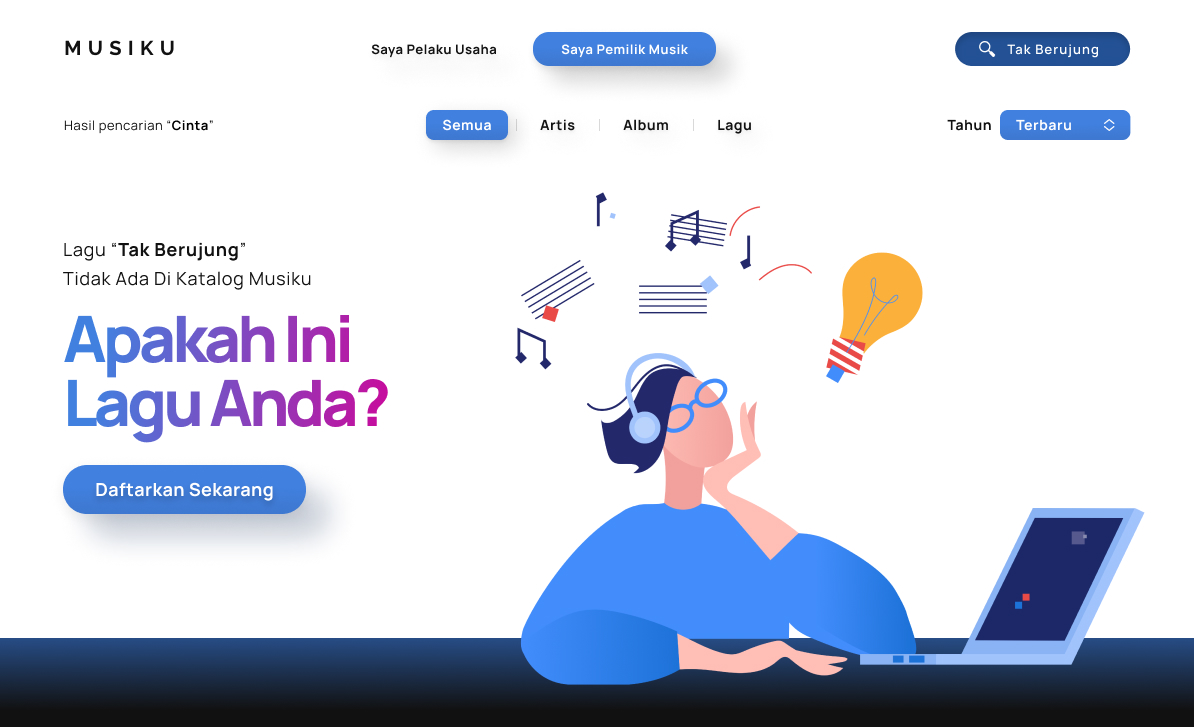 MUSIKU
Saya Pelaku Usaha
Saya Pemilik Musik
Tak Berujung
Hasil pencarian “Cinta”
Semua
Artis
Album
Lagu
Tahun
Terbaru
Lagu “Tak Berujung”
Tidak Ada Di Katalog Musiku
Apakah Ini
Lagu Anda?
Daftarkan Sekarang